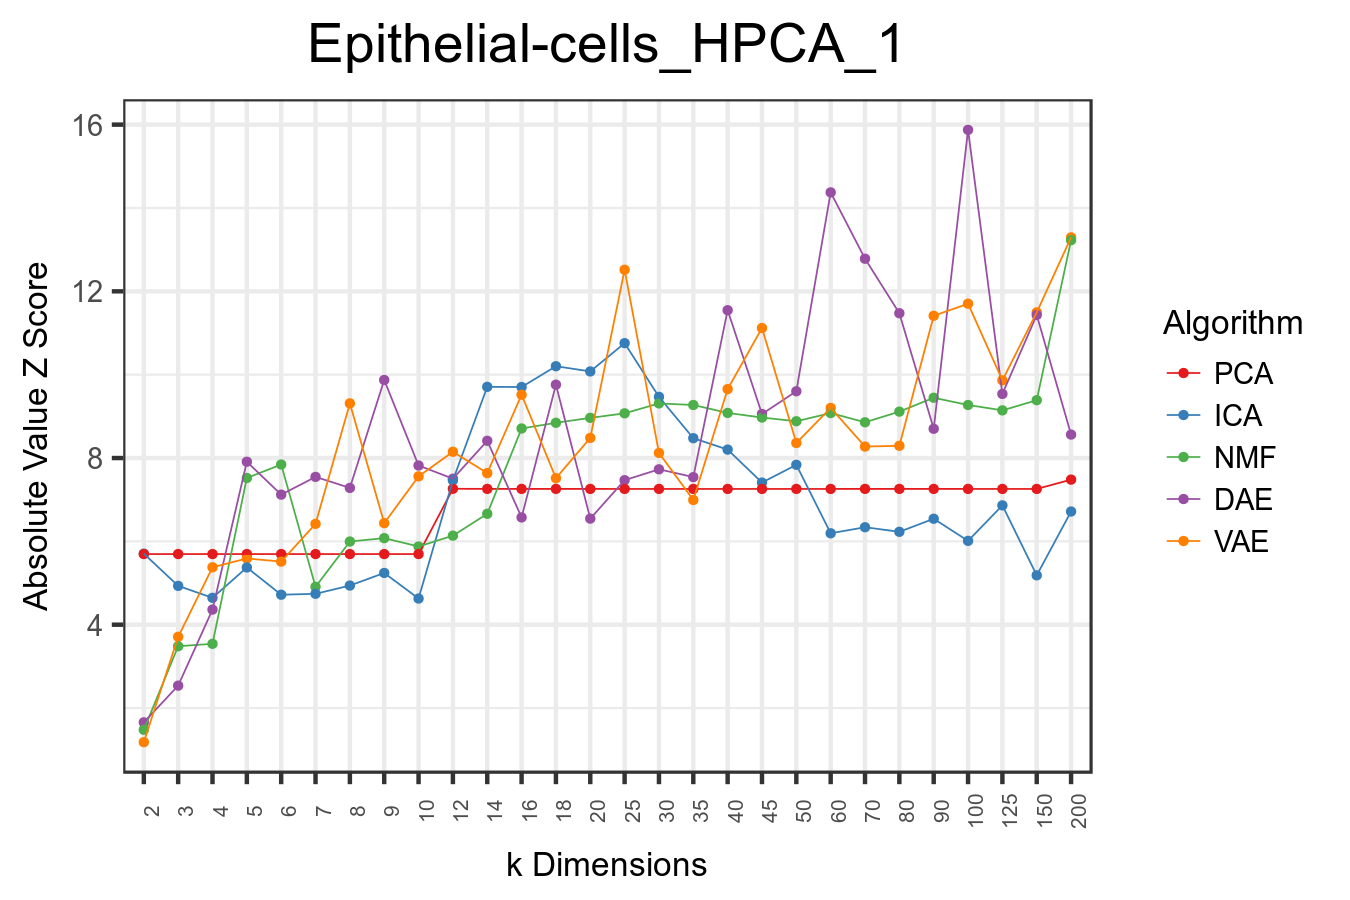 Epithelial-cells_HPCA_1
Absolute Value Z Score
16
12
8
4
2 3 4 5 6 7 8 9 10 12 14 16 18 20 25 30 35 40 45 50 60 70 80 90 100 125 150 200
k Dimensions
Algorithm
PCA
ICA
NMF
DAE
VAE